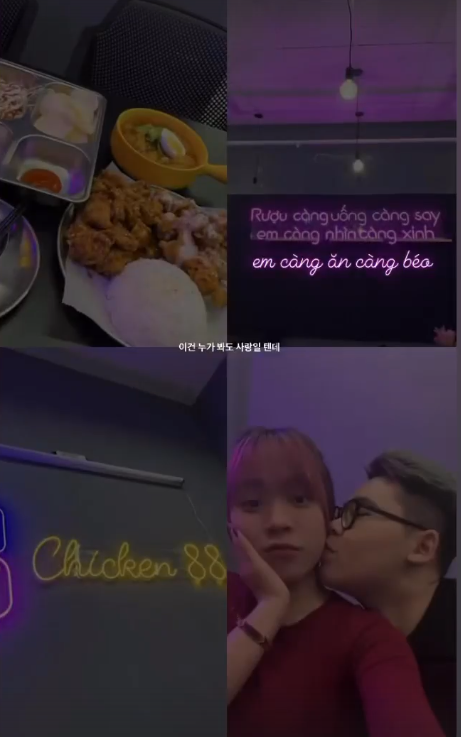 Rượu càng uống càng say
em càng nhìn càng xinh
em càng ăn càng béo
이건 누가 봐도 사랑일 텐데
Chicken 88